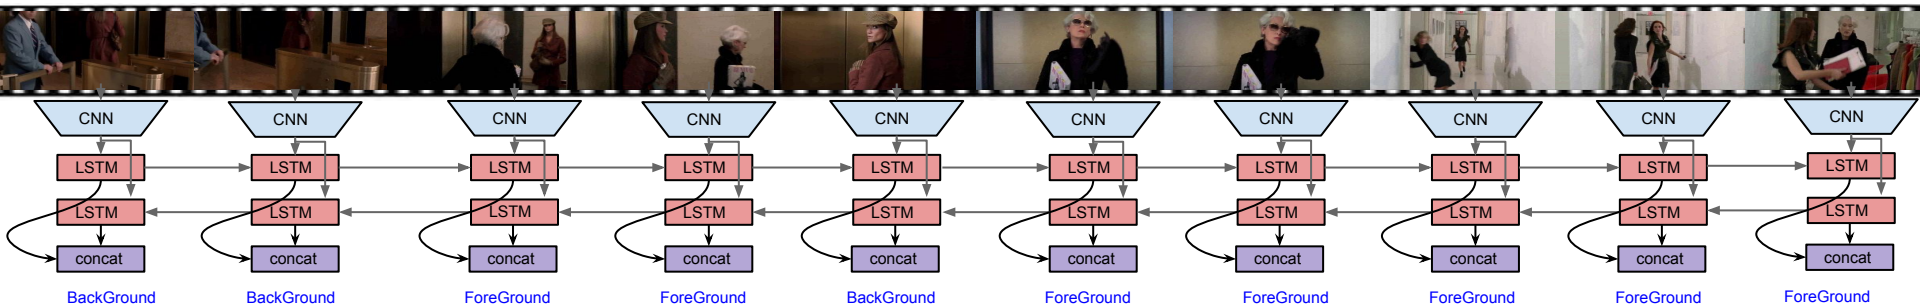 CNN CNN CNN CNN CNN CNN CNN CNN CNN CNN
LSTM LSTM LSTM LSTM LSTM LSTM LSTM LSTM LSTM LSTM
LSTM LSTM LSTM LSTM LSTM LSTM LSTM LSTM LSTM LSTM
concat concat concat concat concat concat concat concat concat concat
BackGround BackGround ForeGround ForeGround BackGround ForeGround ForeGround ForeGround ForeGround ForeGround